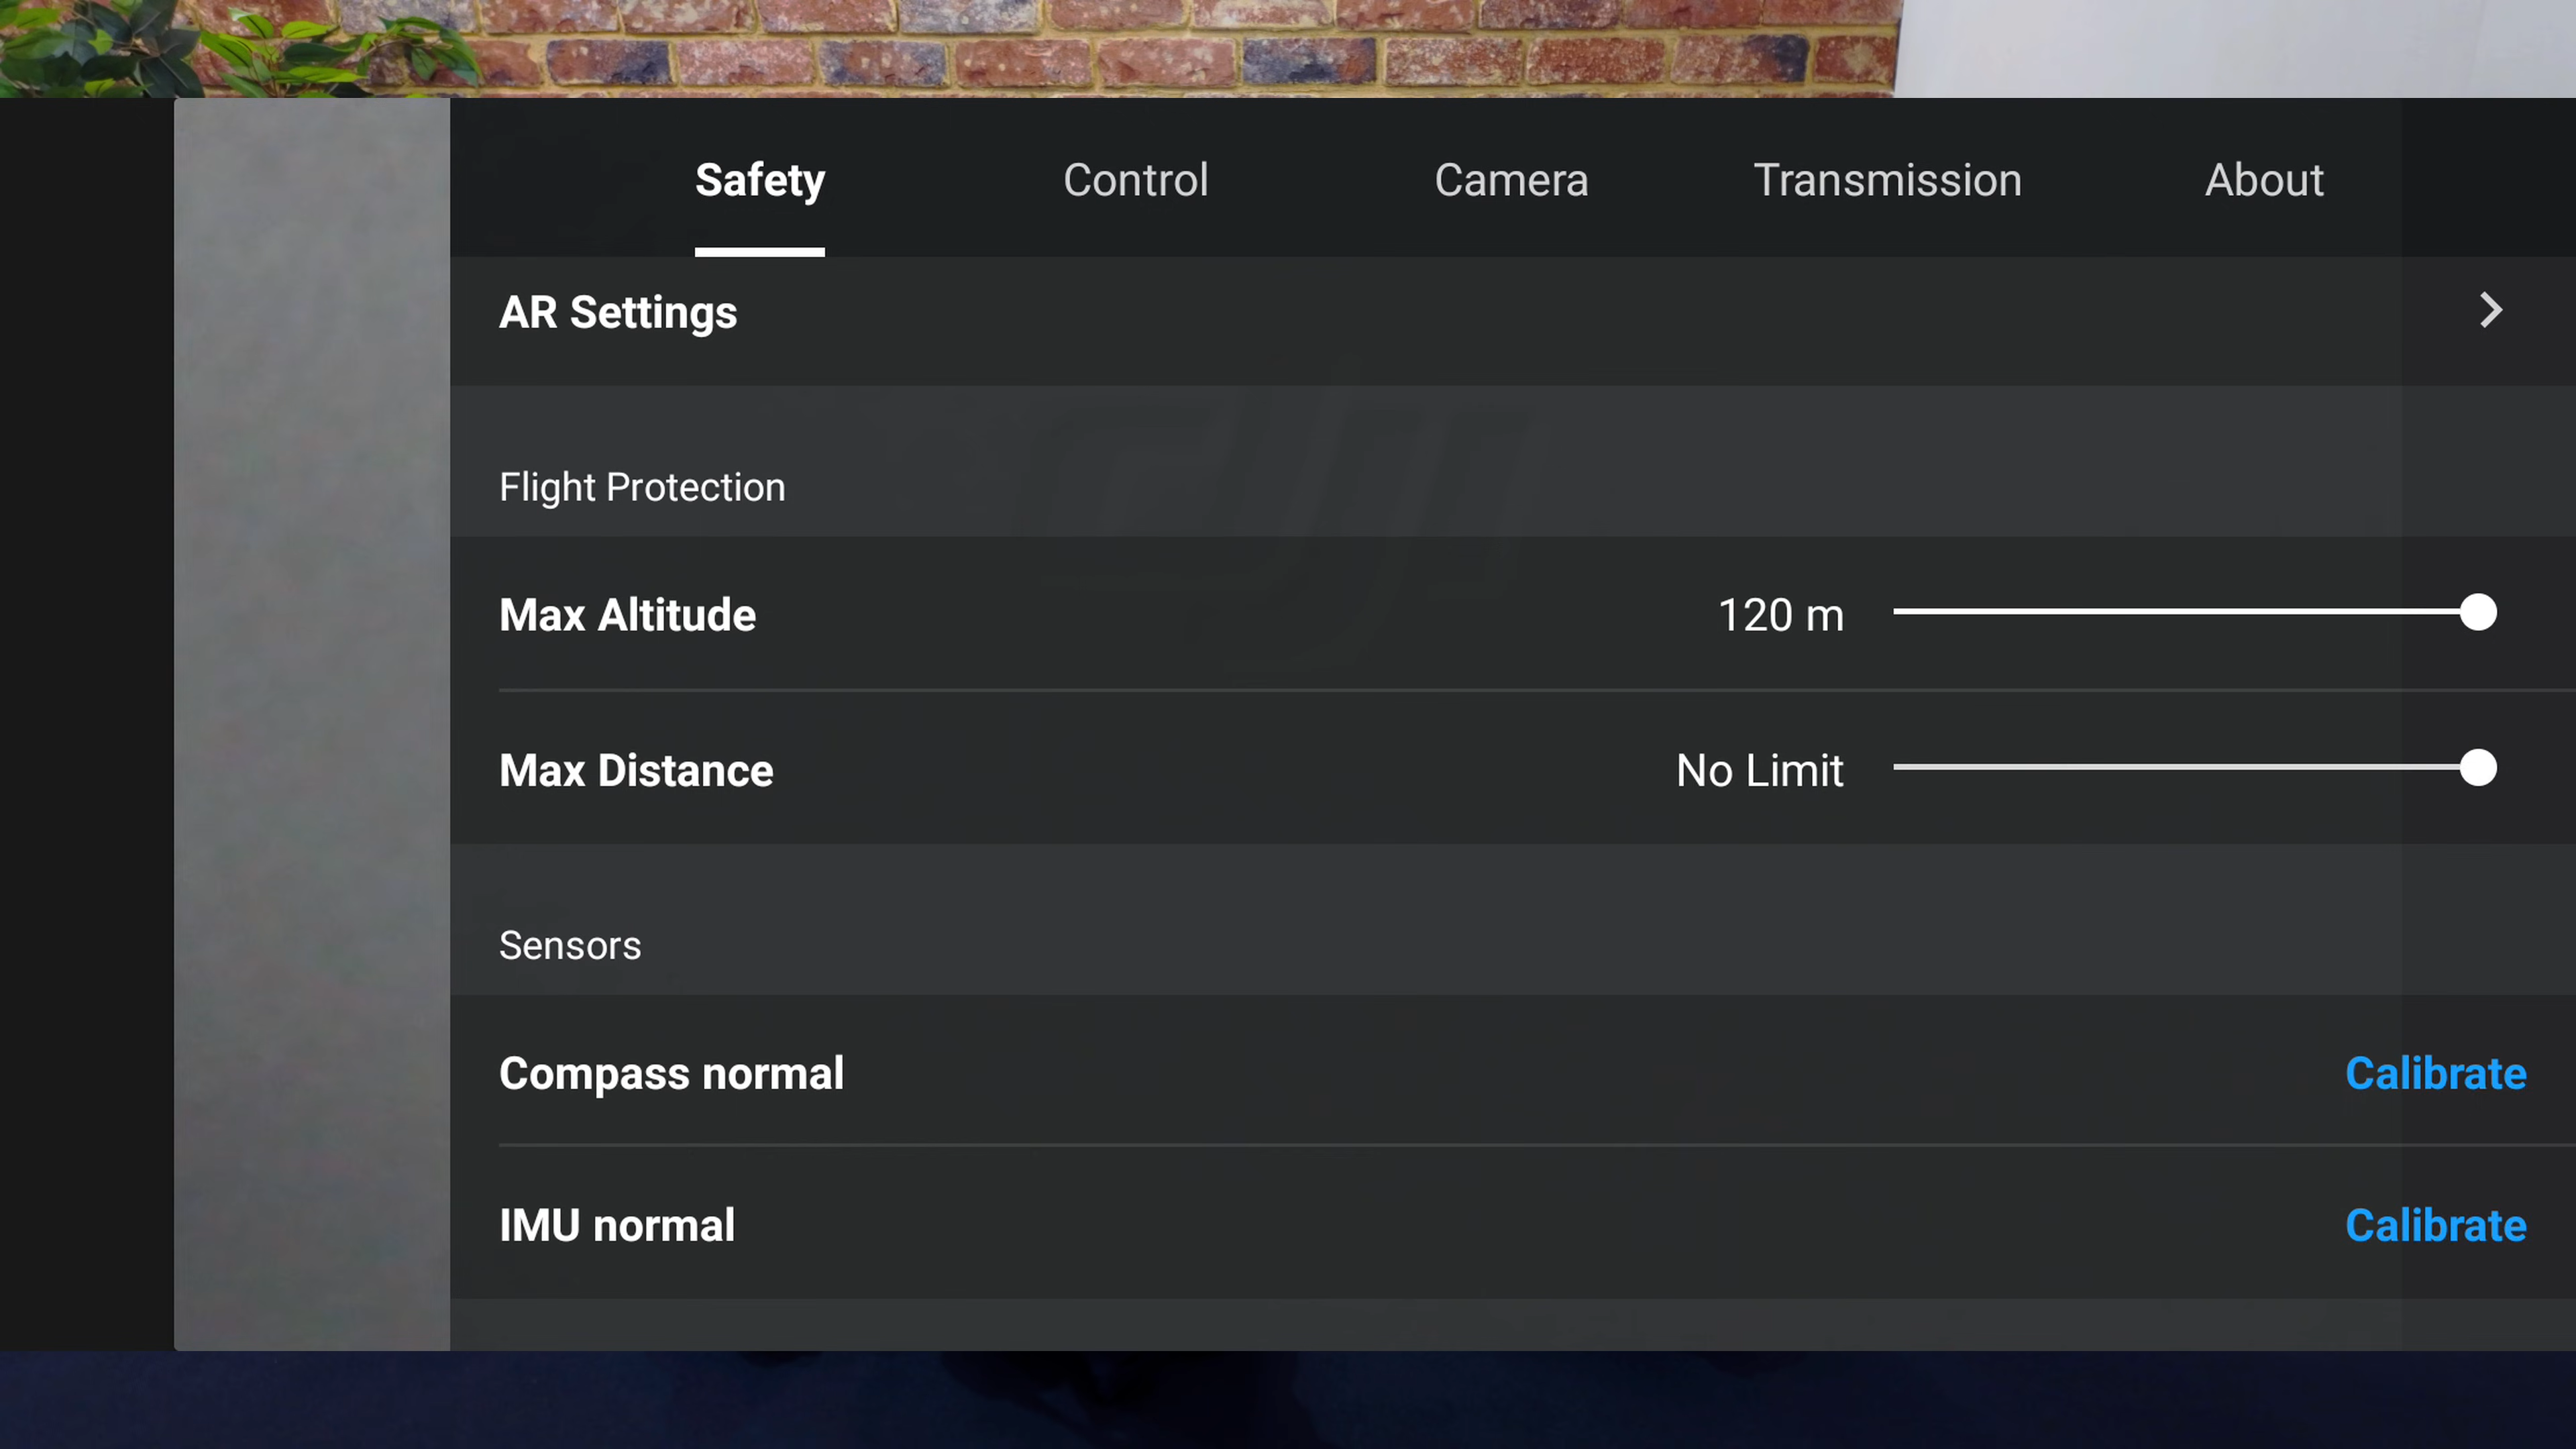 Safety Control Camera Transmission About
AR Settings
Flight Protection
Max Altitude 120 m
Max Distance No Limit
Sensors
Compass normal Calibrate
IMU normal Calibrate